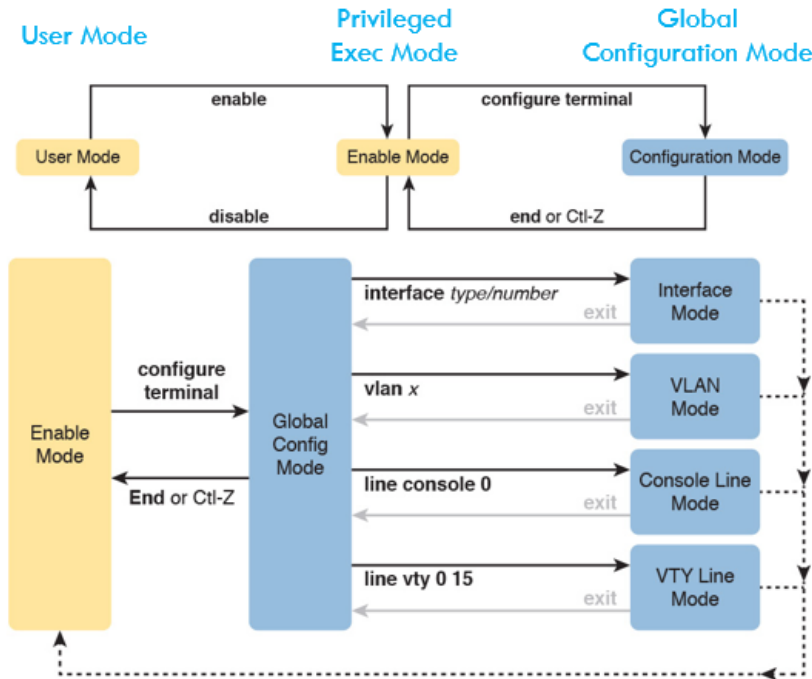 User Mode
Privileged
Exec Mode
Global
Configuration Mode
enable
configure terminal
User Mode
Enable Mode
Configuration Mode
disable
end or Ctl-Z
Enable
Mode
configure
terminal
End or Ctl-Z
Global
Config
Mode
interface type/number
exit
Interface
Mode
vlan x
exit
VLAN
Mode
line console 0
exit
Console Line
Mode
line vty 0 15
exit
VTY Line
Mode